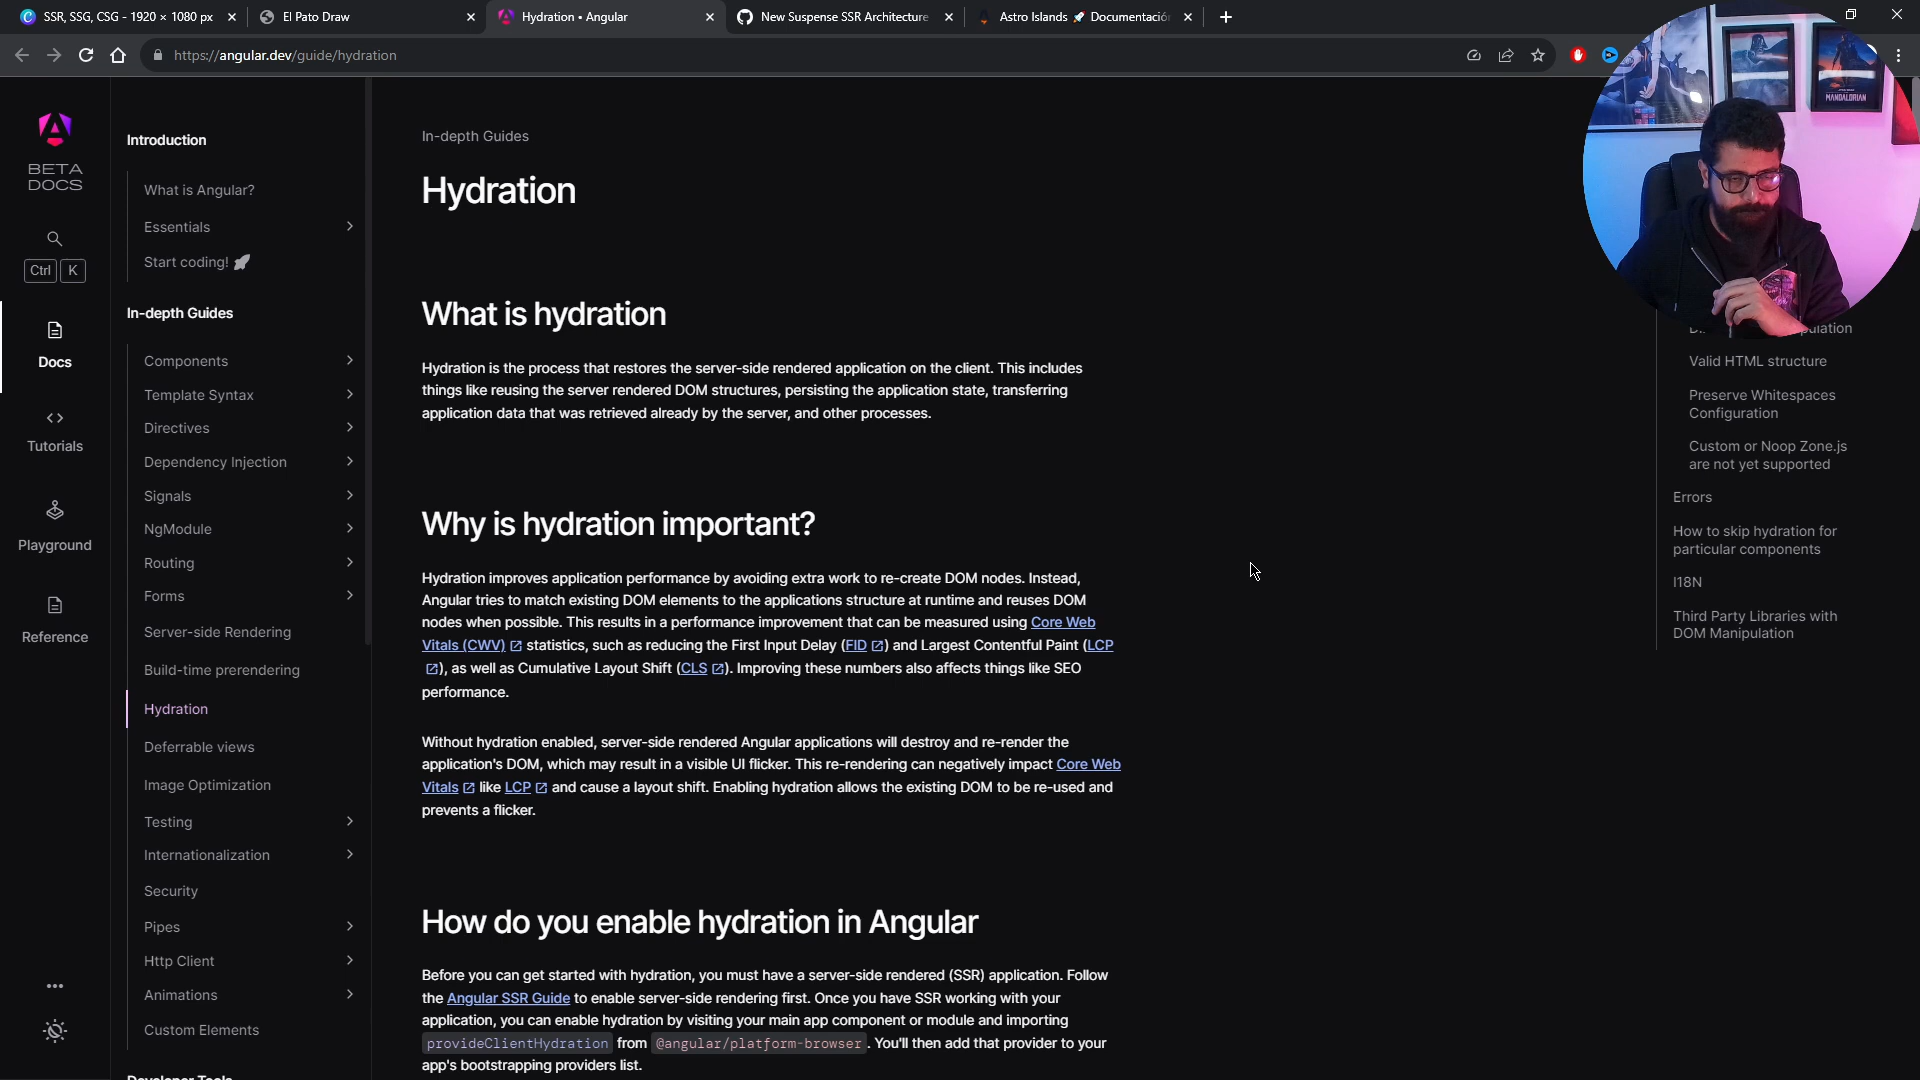 SSR, SSG, CSG - 1920 × 1080 px
El Pato Draw
Hydration • Angular
New Suspense SSR Architecture
Astro Islands 🚀 Documentació
https://angular.dev/guide/hydration
BETA
DOCS
Ctrl K
Docs
Tutorials
Playground
Reference
Introduction
What is Angular?
Essentials
Start coding! 🚀
In-depth Guides
Components
Template Syntax
Directives
Dependency Injection
Signals
NgModule
Routing
Forms
Server-side Rendering
Build-time prerendering
Hydration
Deferrable views
Image Optimization
Testing
Internationalization
Security
Pipes
Http Client
Animations
Custom Elements
Developer Tools
In-depth Guides
Hydration
What is hydration
Hydration is the process that restores the server-side rendered application on the client. This includes
things like reusing the server rendered DOM structures, persisting the application state, transferring
application data that was retrieved already by the server, and other processes.
Why is hydration important?
Hydration improves application performance by avoiding extra work to re-create DOM nodes. Instead,
Angular tries to match existing DOM elements to the applications structure at runtime and reuses DOM
nodes when possible. This results in a performance improvement that can be measured using Core Web
Vitals (CWV) statistics, such as reducing the First Input Delay (FID) and Largest Contentful Paint (LCP
), as well as Cumulative Layout Shift (CLS). Improving these numbers also affects things like SEO
performance.
Without hydration enabled, server-side rendered Angular applications will destroy and re-render the
application's DOM, which may result in a visible UI flicker. This re-rendering can negatively impact Core Web
Vitals like LCP and cause a layout shift. Enabling hydration allows the existing DOM to be re-used and
prevents a flicker.
How do you enable hydration in Angular
Before you can get started with hydration, you must have a server-side rendered (SSR) application. Follow
the Angular SSR Guide to enable server-side rendering first. Once you have SSR working with your
application, you can enable hydration by visiting your main app component or module and importing
provideClientHydration from @angular/platform-browser. You'll then add that provider to your
app's bootstrapping providers list.
Valid HTML structure
Preserve Whitespaces
Configuration
Custom or Noop Zone.js
are not yet supported
Errors
How to skip hydration for
particular components
I18N
Third Party Libraries with
DOM Manipulation
MANDALORIAN